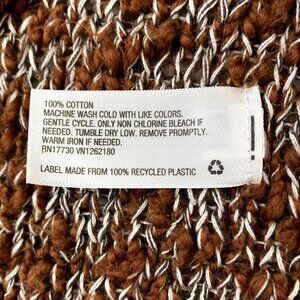 100% COTTON
MACHINE WASH COLD WITH LIKE COLORS.
GENTLE CYCLE. ONLY NON CHLORINE BLEACH IF
NEEDED. TUMBLE DRY LOW. REMOVE PROMPTLY.
WARM IRON IF NEEDED.
RN17730 VN1262180
LABEL MADE FROM 100% RECYCLED PLASTIC